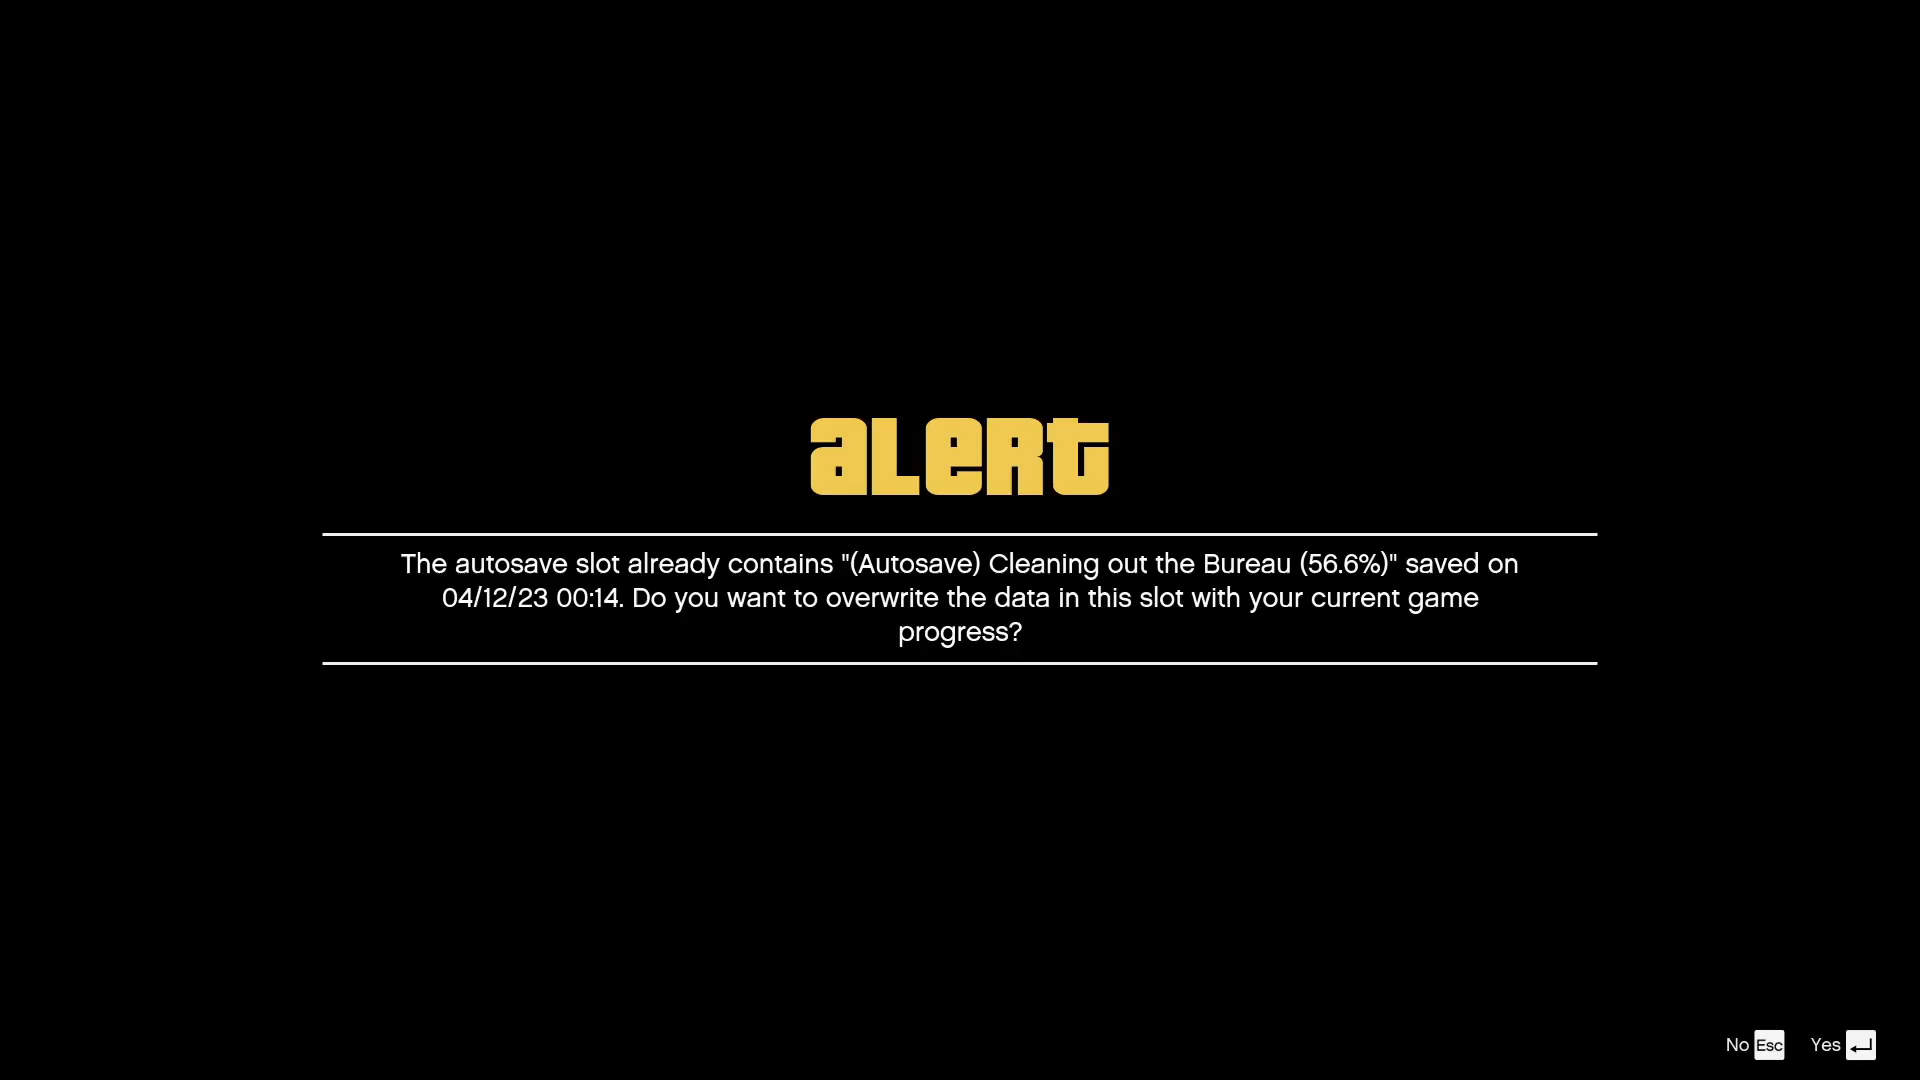 aLeRt
The autosave slot already contains "(Autosave) Cleaning out the Bureau (56.6%)" saved on
04/12/23 00:14. Do you want to overwrite the data in this slot with your current game
progress?
No Esc Yes